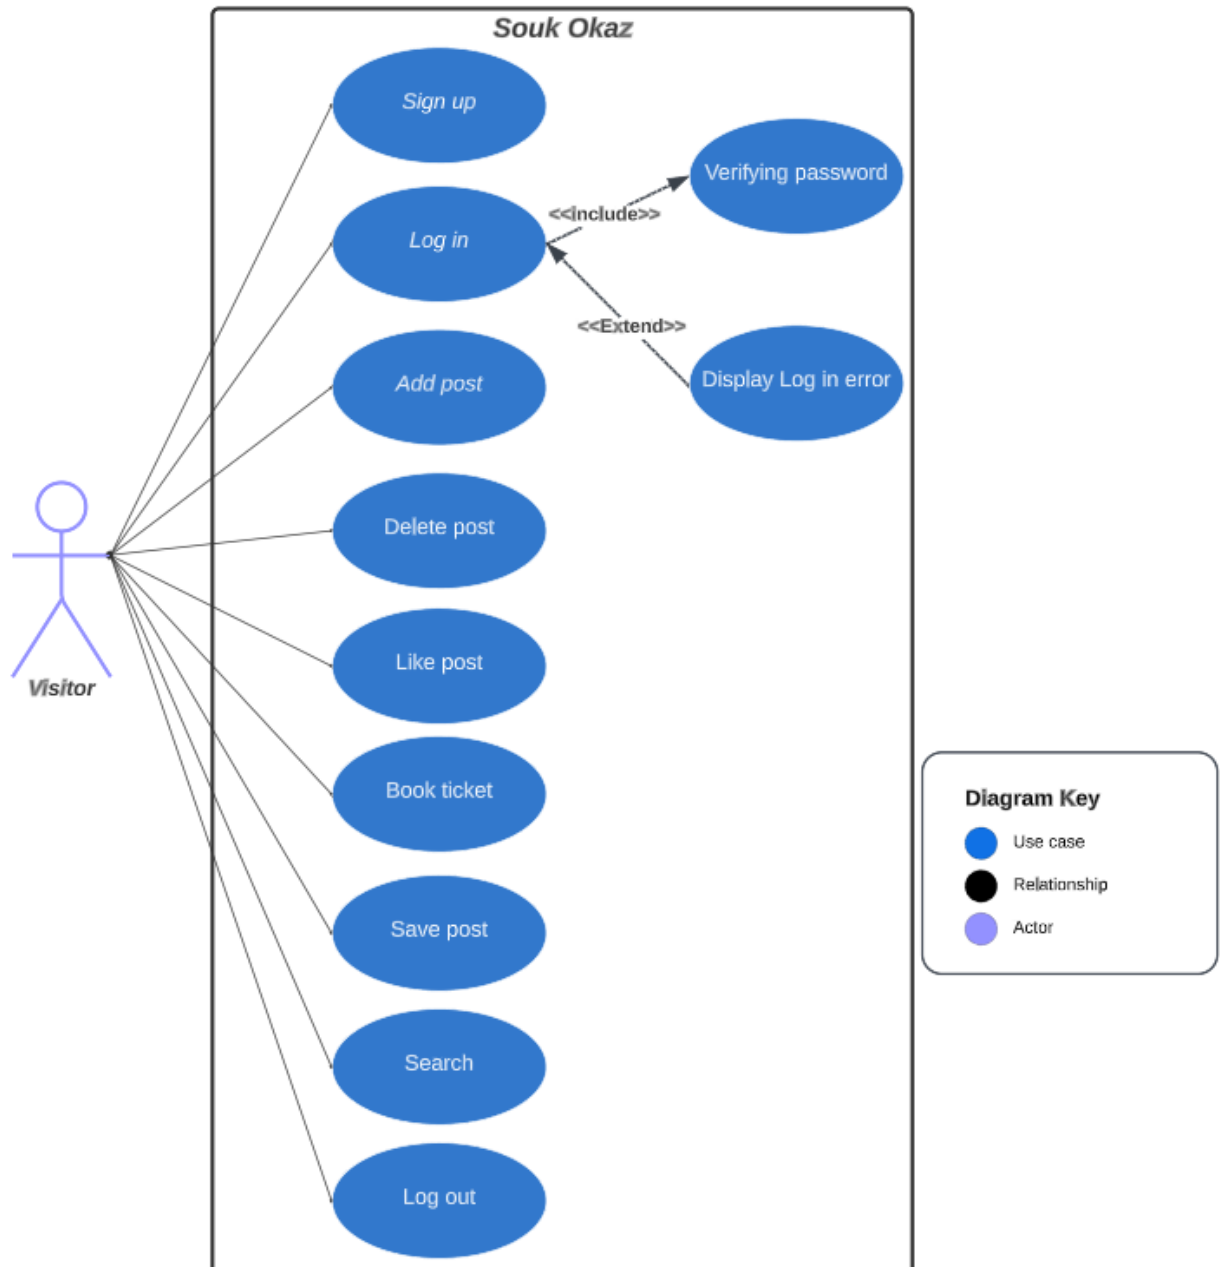 Souk Okaz
Sign up
Verifying password
<<include>>
Log in
<<Extend>>
Display Log in error
Add post
Delete post
Like post
Visitor
Book ticket
Save post
Search
Log out
Diagram Key
Use case
Relationship
Actor